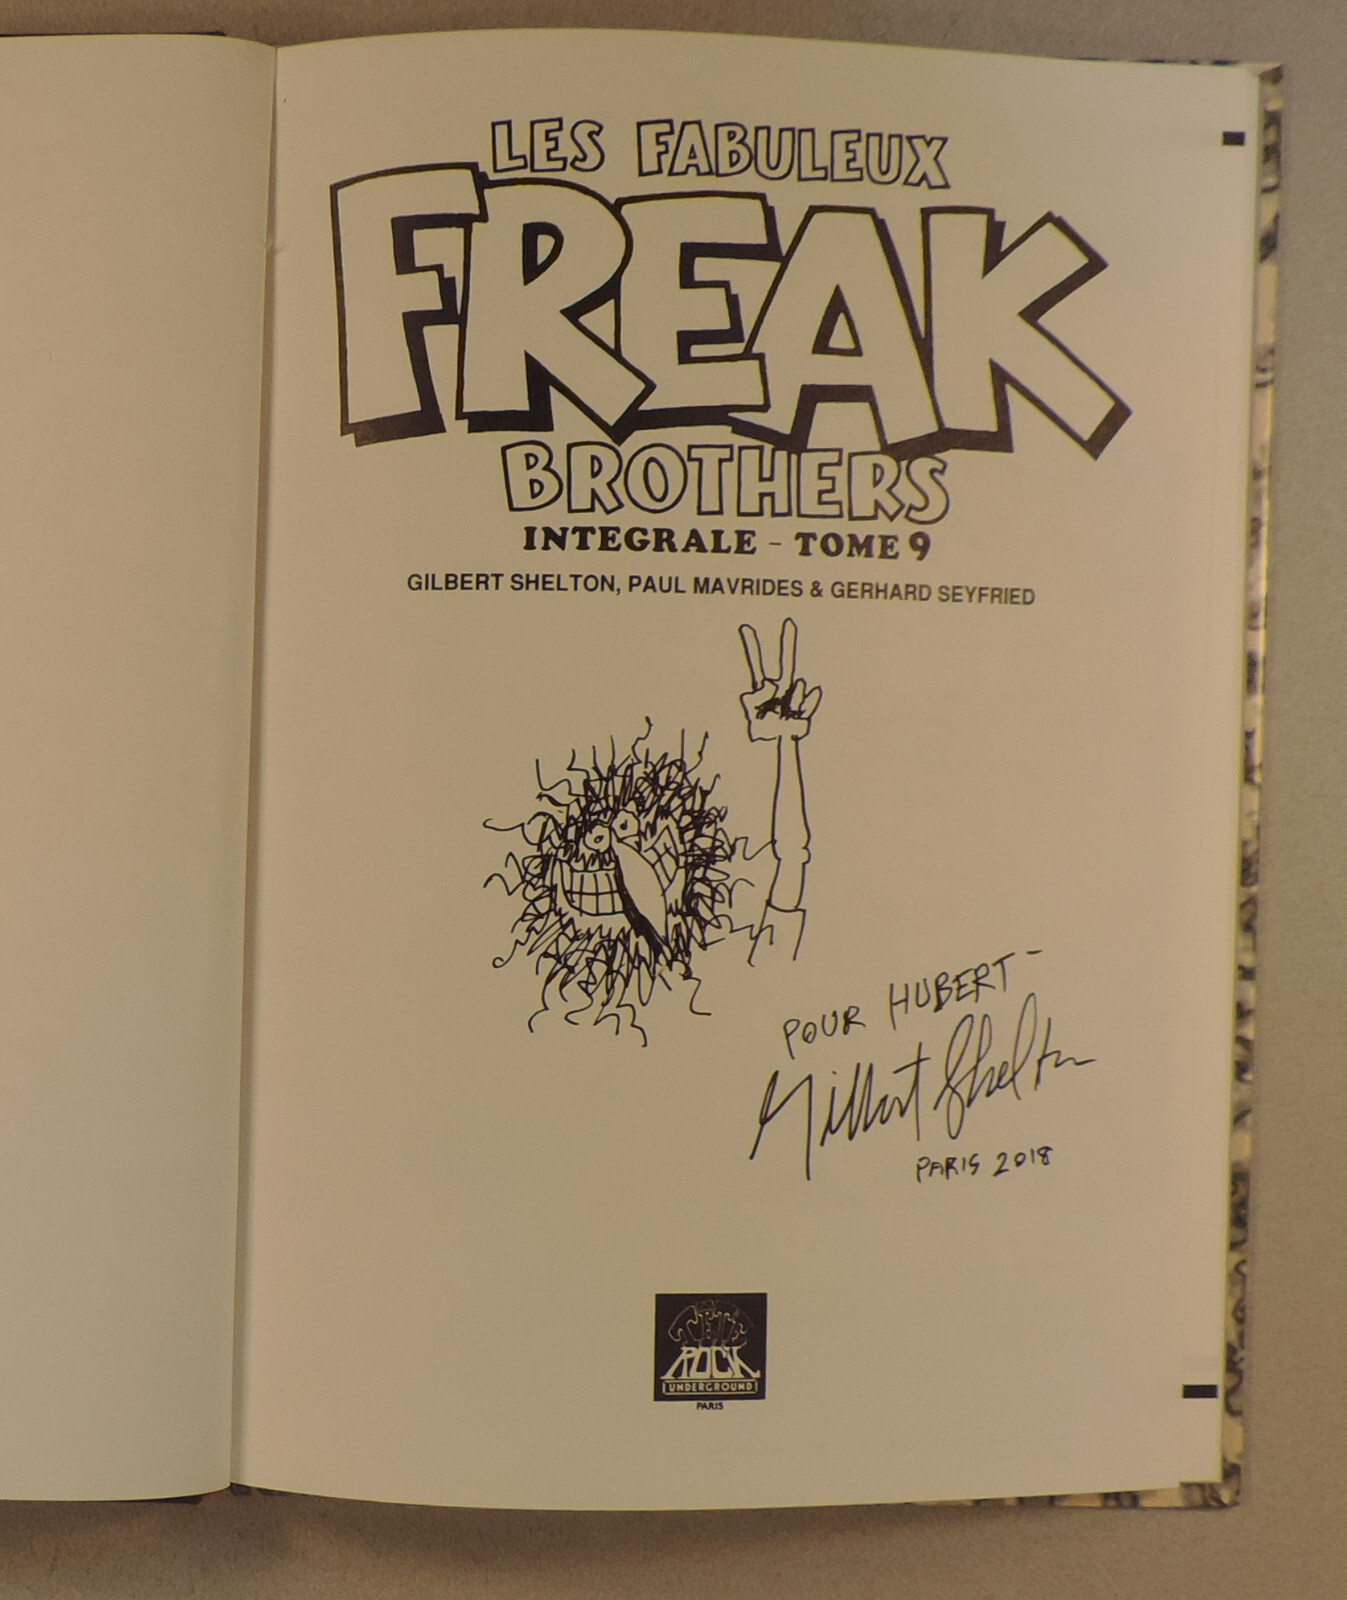 LES FABULEUX
FREAK
BROTHERS
INTEGRALE - TOME 9
GILBERT SHELTON, PAUL MAVRIDES & GERHARD SEYFRIED
POUR HUBERT -
Gilbert Shelton
PARIS 2018
TETE
ROCK
UNDERGROUND
PARIS